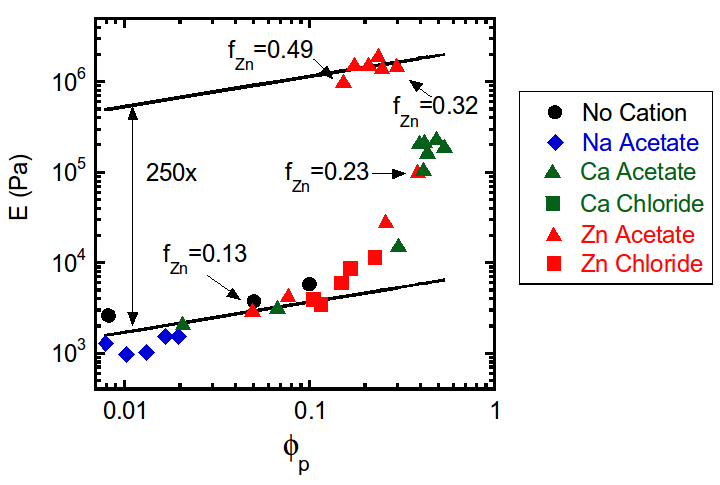 f_Zn=0.49
f_Zn=0.32
250x
f_Zn=0.23
f_Zn=0.13
E (Pa)
10^6
10^5
10^4
10^3
0.01
0.1
1
ϕ_p
No Cation
Na Acetate
Ca Acetate
Ca Chloride
Zn Acetate
Zn Chloride